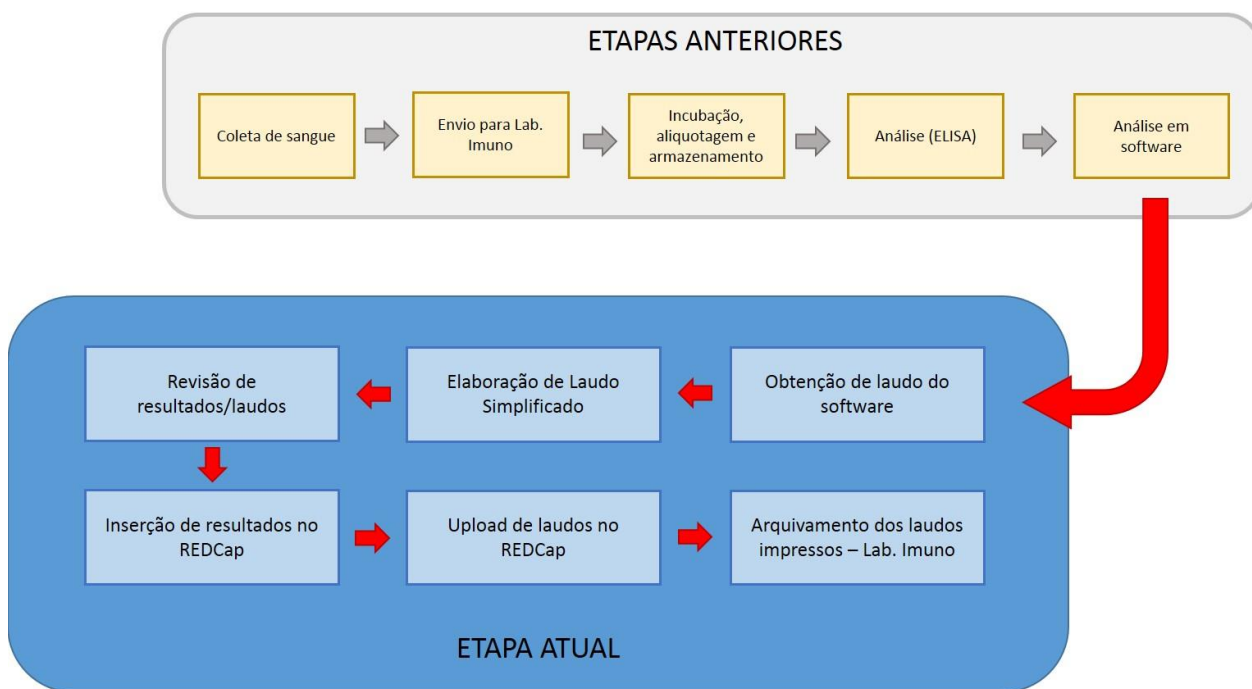 ETAPAS ANTERIORES
Coleta de sangue
Envio para Lab.
Imuno
Incubação,
aliquotagem e
armazenamento
Análise (ELISA)
Análise em
software
Revisão de
resultados/laudos
Elaboração de Laudo
Simplificado
Obtenção de laudo do
software
Inserção de resultados no
REDCap
Upload de laudos no
REDCap
Arquivamento dos laudos
impressos – Lab. Imuno
ETAPA ATUAL